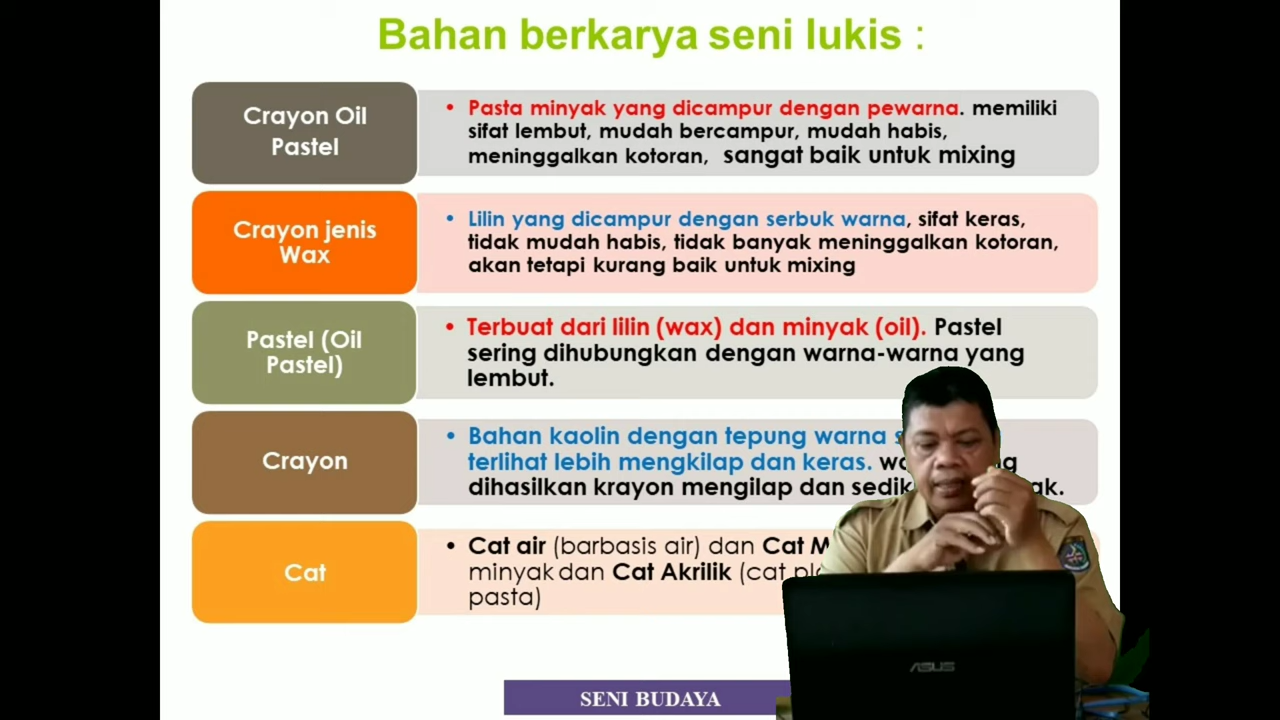 Bahan berkarya seni lukis :
Crayon Oil
Pastel
• Pasta minyak yang dicampur dengan pewarna. memiliki
sifat lembut, mudah bercampur, mudah habis,
meninggalkan kotoran, sangat baik untuk mixing
Crayon jenis
Wax
• Lilin yang dicampur dengan serbuk warna, sifat keras,
tidak mudah habis, tidak banyak meninggalkan kotoran,
akan tetapi kurang baik untuk mixing
Pastel (Oil
Pastel)
• Terbuat dari lilin (wax) dan minyak (oil). Pastel
sering dihubungkan dengan warna-warna yang
lembut.
Crayon
• Bahan kaolin dengan tepung warna
terlihat lebih mengkilap dan keras.
dihasilkan krayon mengilap dan
Cat
• Cat air (barbasis air) dan Cat
minyak dan Cat Akrilik (cat
pasta)
ASUS
SENI BUDAYA